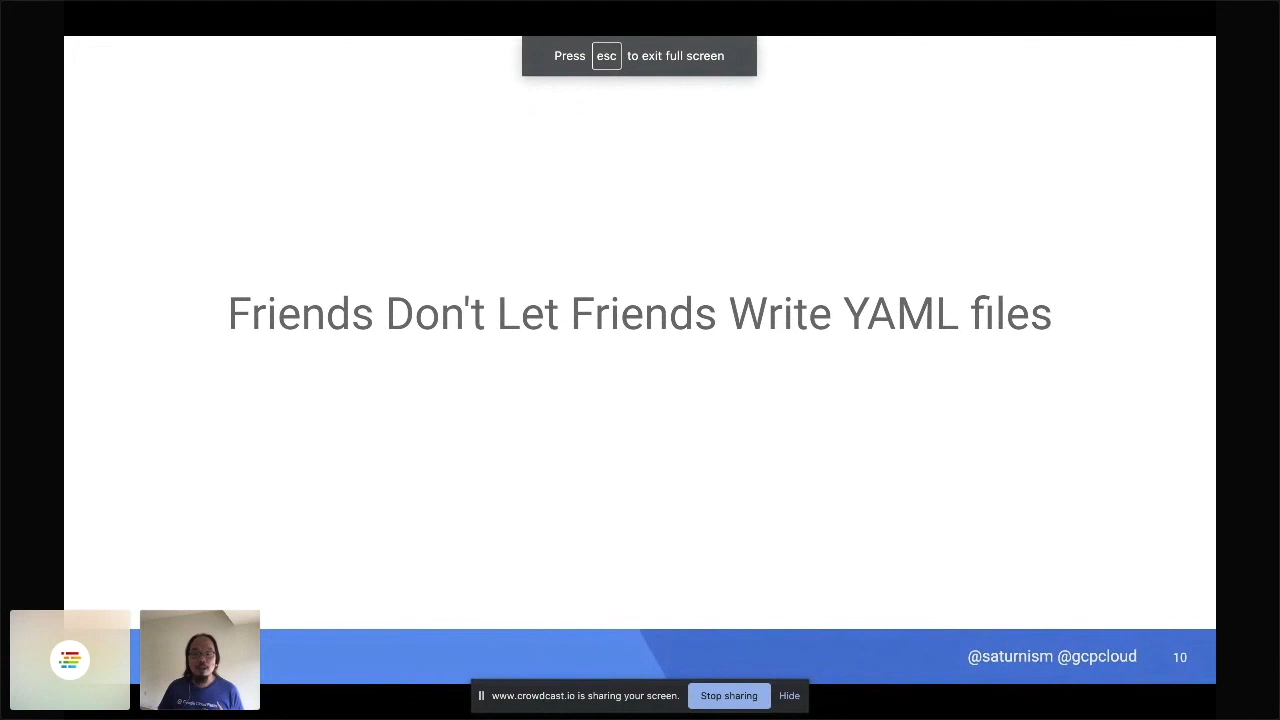 Press esc to exit full screen
Friends Don't Let Friends Write YAML files
@saturnism @gcpcloud 10
www.crowdcast.io is sharing your screen. Stop sharing Hide